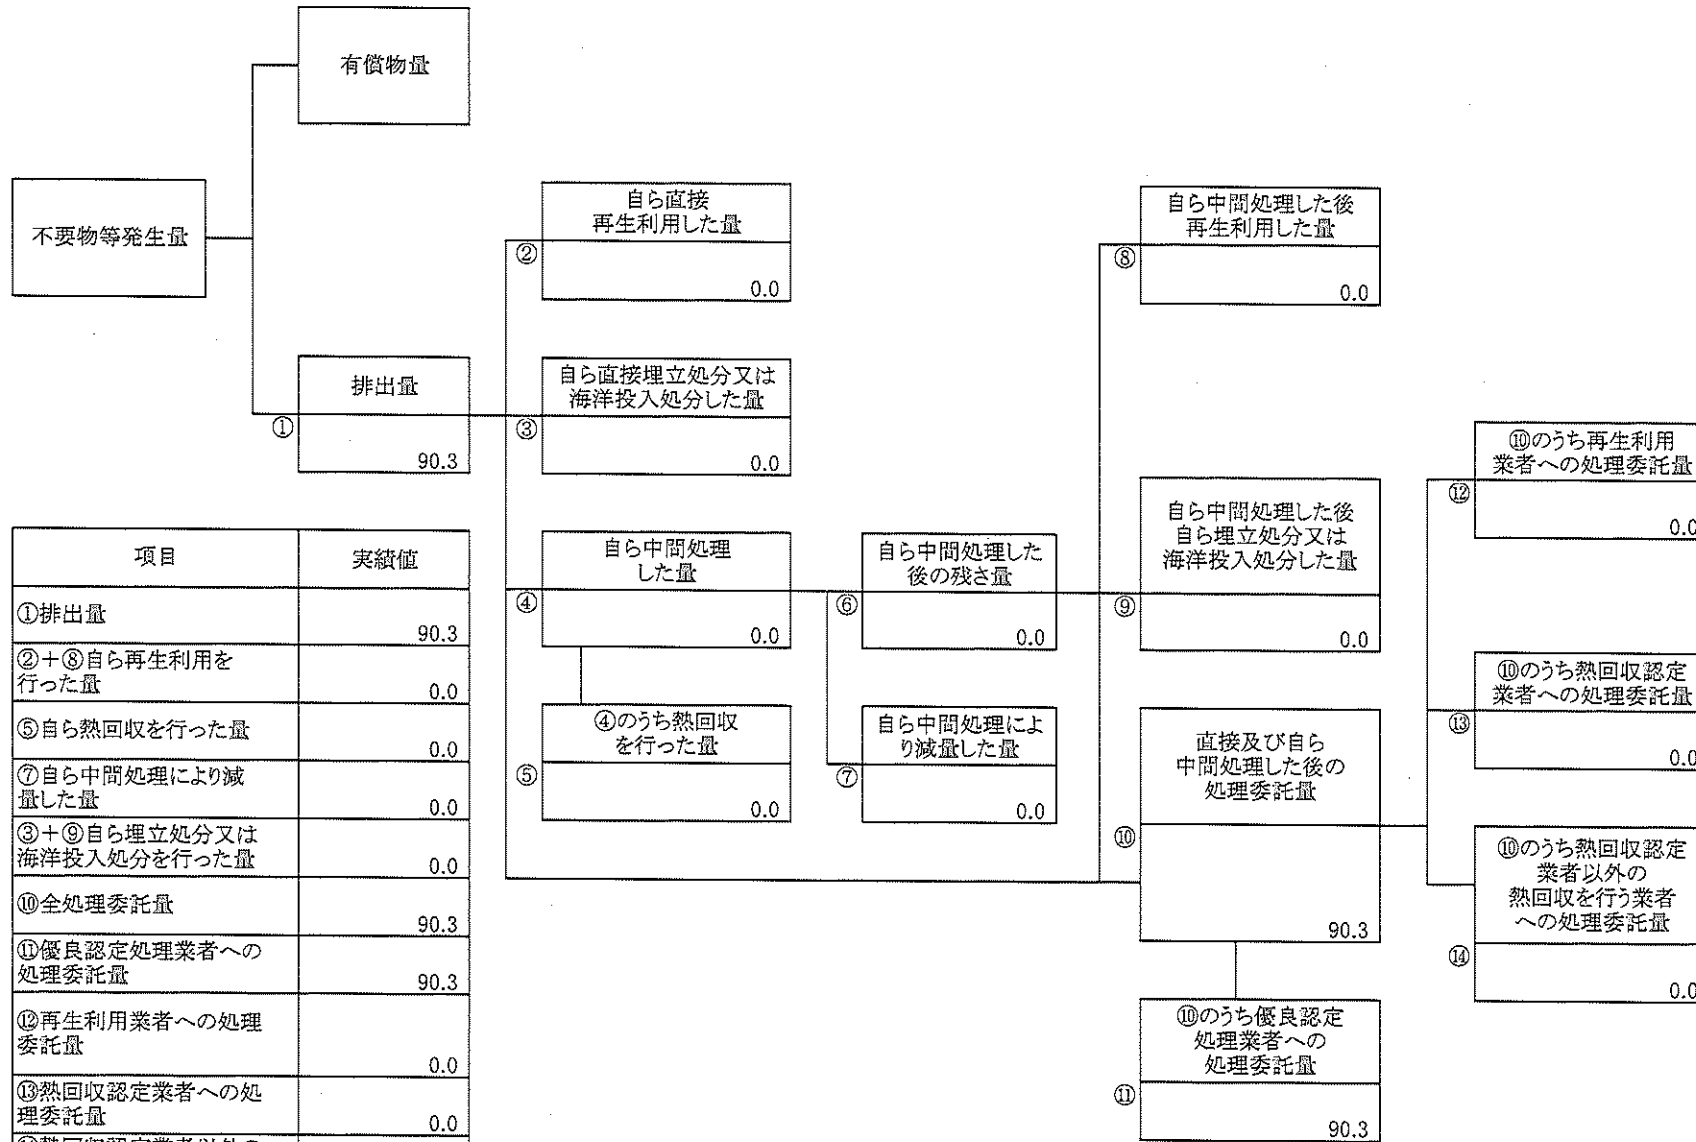 有償物量
不要物等発生量
自ら直接
再生利用した量
②
0.0
自ら中間処理した後
再生利用した量
⑧
0.0
排出量
①
90.3
自ら直接埋立処分又は
海洋投入処分した量
③
0.0
⑩のうち再生利用
業者への処理委託量
⑫
0.0
自ら中間処理
した量
④
0.0
自ら中間処理した
後の残さ量
⑥
0.0
自ら中間処理した後
自ら埋立処分又は
海洋投入処分した量
⑨
0.0
⑩のうち熱回収認定
業者への処理委託量
⑬
0.0
④のうち熱回収
を行った量
⑤
0.0
自ら中間処理によ
り減量した量
⑦
0.0
直接及び自ら
中間処理した後の
処理委託量
⑩
90.3
⑩のうち熱回収認定
業者以外の
熱回収を行う業者
への処理委託量
⑭
0.0
⑩のうち優良認定
処理業者への
処理委託量
⑪
90.3
項目 実績値
①排出量
90.3
②+⑧自ら再生利用を
行った量
0.0
⑤自ら熱回収を行った量
0.0
⑦自ら中間処理により減
量した量
0.0
③+⑨自ら埋立処分又は
海洋投入処分を行った量
0.0
⑩全処理委託量
90.3
⑪優良認定処理業者への
処理委託量
90.3
⑫再生利用業者への処理
委託量
0.0
⑬熱回収認定業者への処
理委託量
0.0
⑭熱回収認定業者以外の